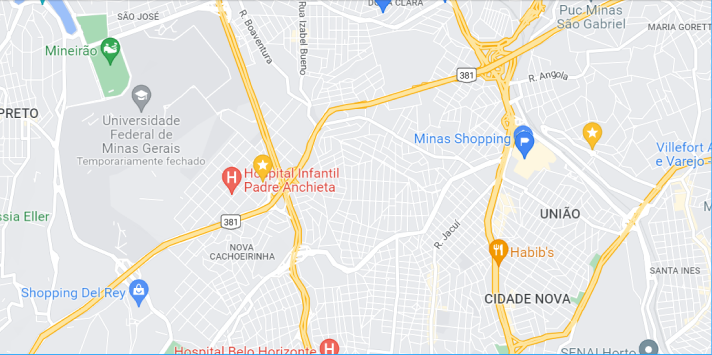 SÃO JOSÉ
Mineirão
R. Boaventura
Rua Izabel Bueno
CLARA
Puc Minas
São Gabriel
MARIA GORETT
381
R. Angola
PRETO
Universidade
Federal de
Minas Gerais
Temporariamente fechado
Minas Shopping
P
Villefort A
e Varejo -
H
Hospital Infantil
Padre Anchieta
ssia Eller
381
NOVA
CACHOEIRINHA
R. Jacuí
UNIÃO
Habib's
SANTA INES
Shopping Del Rey
CIDADE NOVA
Hospital Belo Horizonte
H
SENAI Horto